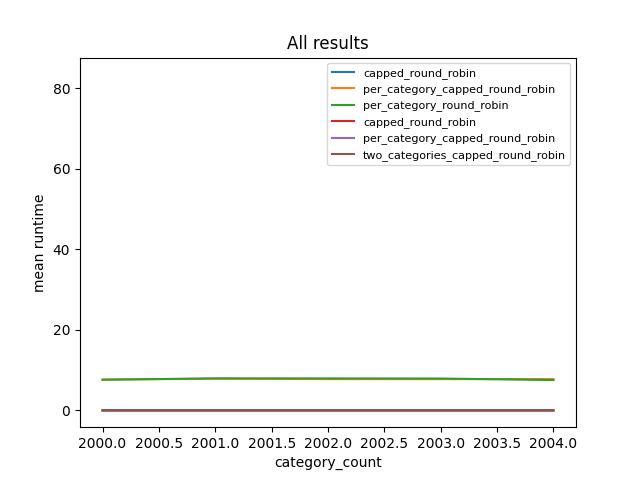 All results
capped_round_robin
per_category_capped_round_robin
per_category_round_robin
capped_round_robin
per_category_capped_round_robin
two_categories_capped_round_robin
80
60
40
20
0
mean runtime
2000.0 2000.5 2001.0 2001.5 2002.0 2002.5 2003.0 2003.5 2004.0
category_count